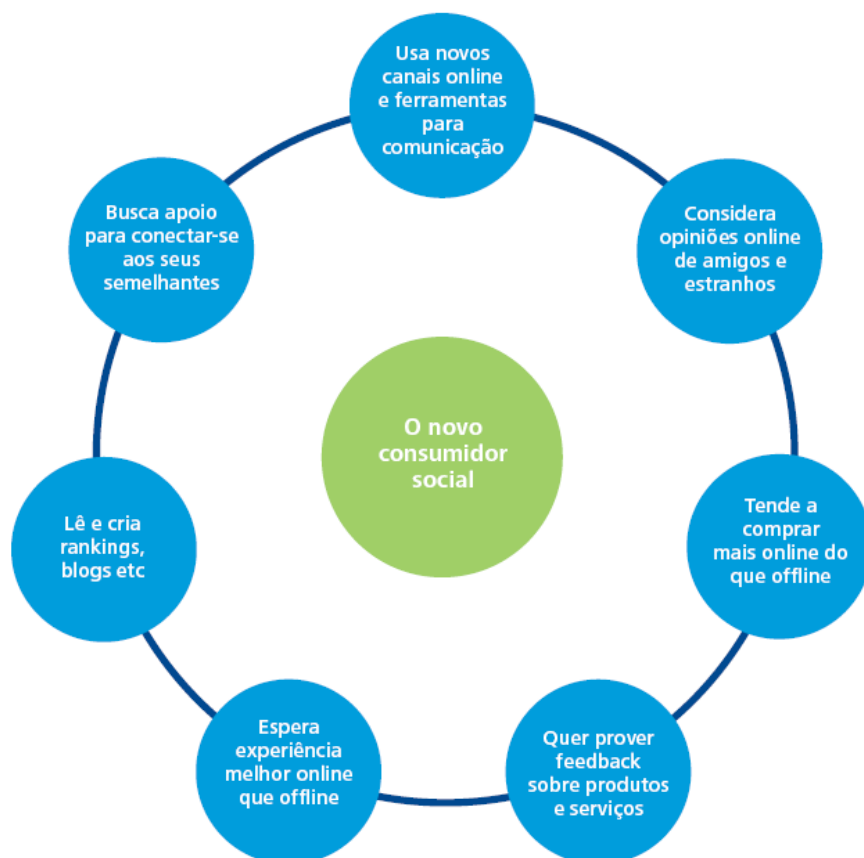 Usa novos
canais online
e ferramentas
para
comunicação
Considera
opiniões online
de amigos e
estranhos
Tende a
comprar
mais online do
que offline
Quer prover
feedback
sobre produtos
e serviços
Espera
experiência
melhor online
que offline
Lê e cria
rankings,
blogs etc
Busca apoio
para conectar-se
aos seus
semelhantes
O novo
consumidor
social